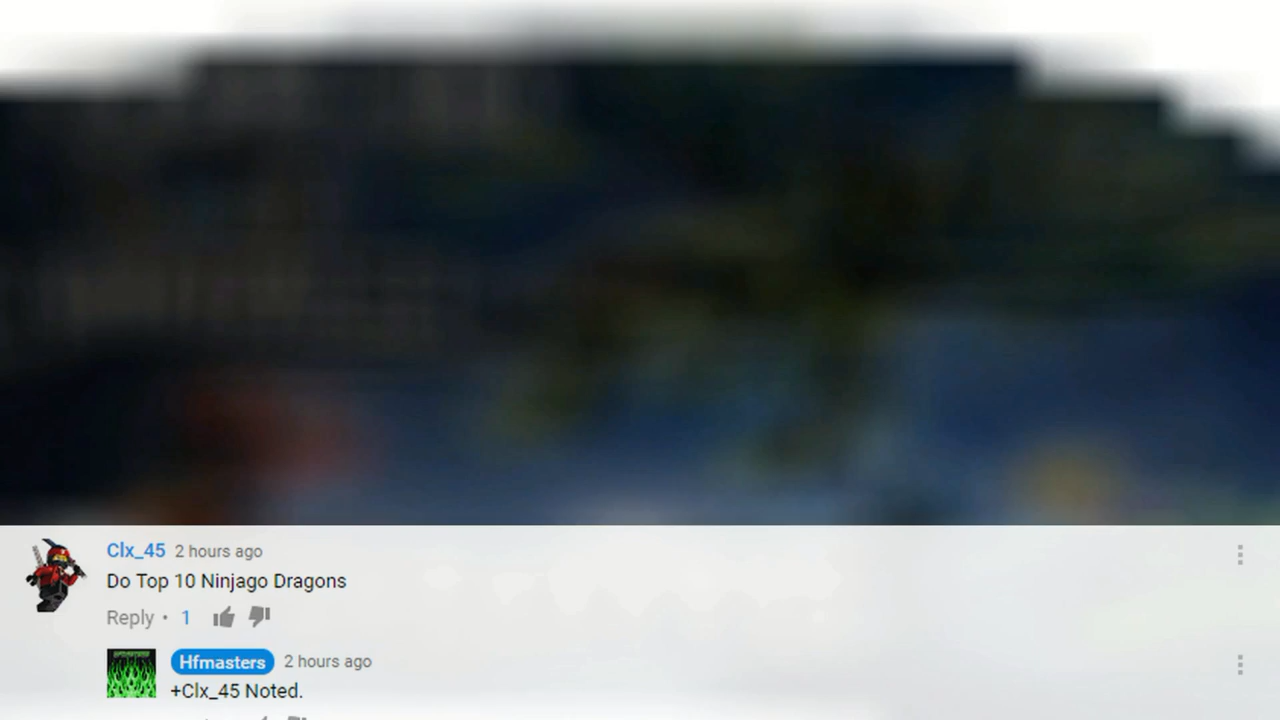 Clx_45 2 hours ago
Do Top 10 Ninjago Dragons
Reply • 1
Hfmasters 2 hours ago
+Clx_45 Noted.